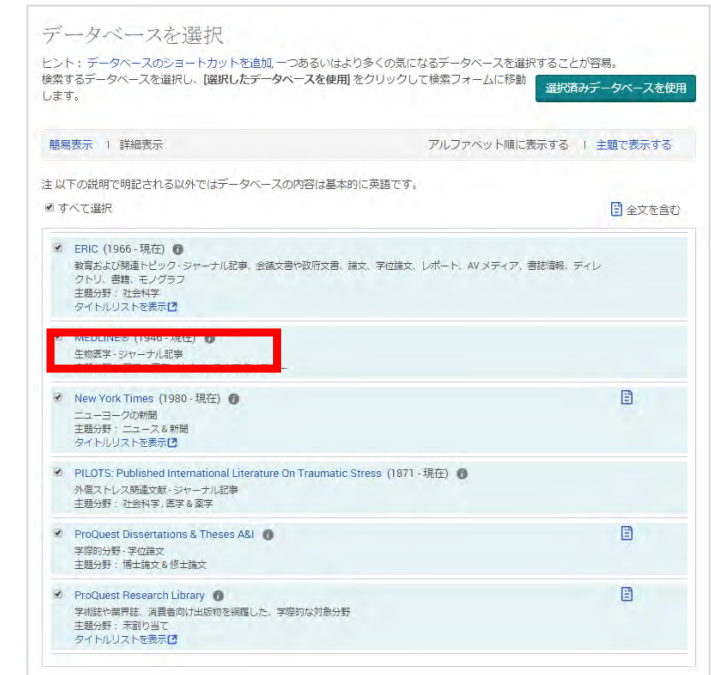 データベースを選択
ヒント：データベースのショートカットを追加,一つあるいはより多くの気になるデータベースを選択することが容易。
検索するデータベースを選択し、[選択したデータベースを使用] をクリックして検索フォームに移動
します。
選択済みデータベースを使用
簡易表示 | 詳細表示
アルファベット順に表示する | 主題で表示する
注 以下の説明で明記される以外ではデータベースの内容は基本的に英語です。
すべて選択
全文を含む
ERIC (1966 - 現在)
教育および関連トピック - ジャーナル記事、会議文書や政府文書、論文、学位論文、レポート、AV メディア、書誌情報、ディレ
クトリ、書籍、モノグラフ
主題分野： 社会科学
タイトルリストを表示
MEDLINE® (1946 - 現在)
生物医学 - ジャーナル記事
New York Times (1980 - 現在)
ニューヨークの新聞
主題分野： ニュース & 新聞
タイトルリストを表示
PILOTS: Published International Literature On Traumatic Stress (1871 - 現在)
外傷ストレス関連文献 - ジャーナル記事
主題分野： 社会科学, 医学 & 薬学
ProQuest Dissertations & Theses A&I
学際的分野 - 学位論文
主題分野： 博士論文 & 修士論文
ProQuest Research Library
学術誌や業界誌、消費者向け出版物を網羅した、学際的な対象分野
主題分野： 未割り当て
タイトルリストを表示